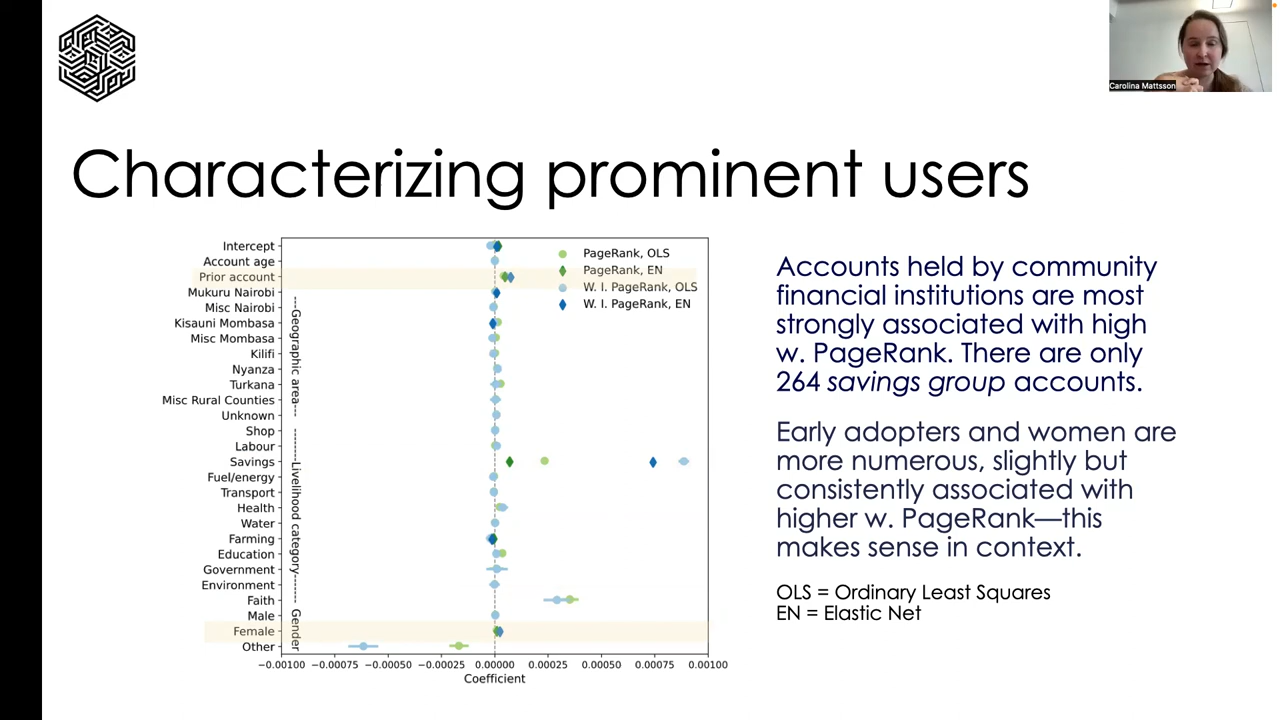 Carolina Mattsson
Characterizing prominent users
Intercept
Account age
Prior account
Mukuru Nairobi
Misc Nairobi
Kisauni Mombasa
Misc Mombasa
Kilifi
Nyanza
Turkana
Misc Rural Counties
Unknown
Shop
Labour
Savings
Fuel/energy
Transport
Health
Water
Farming
Education
Government
Environment
Faith
Male
Female
Other
---Geographic area---
------Livelihood category------
Gender
PageRank, OLS
PageRank, EN
W. I. PageRank, OLS
W. I. PageRank, EN
−0.00100 −0.00075 −0.00050 −0.00025 0.00000 0.00025 0.00050 0.00075 0.00100
Coefficient
Accounts held by community
financial institutions are most
strongly associated with high
w. PageRank. There are only
264 savings group accounts.
Early adopters and women are
more numerous, slightly but
consistently associated with
higher w. PageRank—this
makes sense in context.
OLS = Ordinary Least Squares
EN = Elastic Net